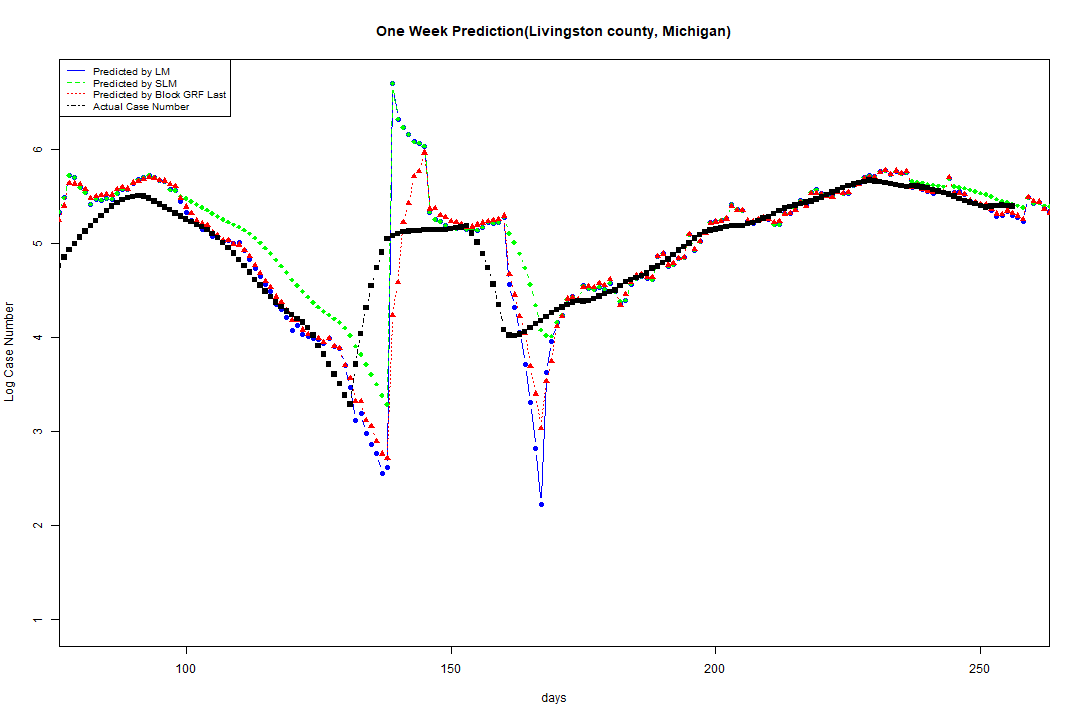 One Week Prediction(Livingston county, Michigan)
Predicted by LM
Predicted by SLM
Predicted by Block GRF Last
Actual Case Number
Log Case Number
6
5
4
3
2
1
100 150 200 250
days